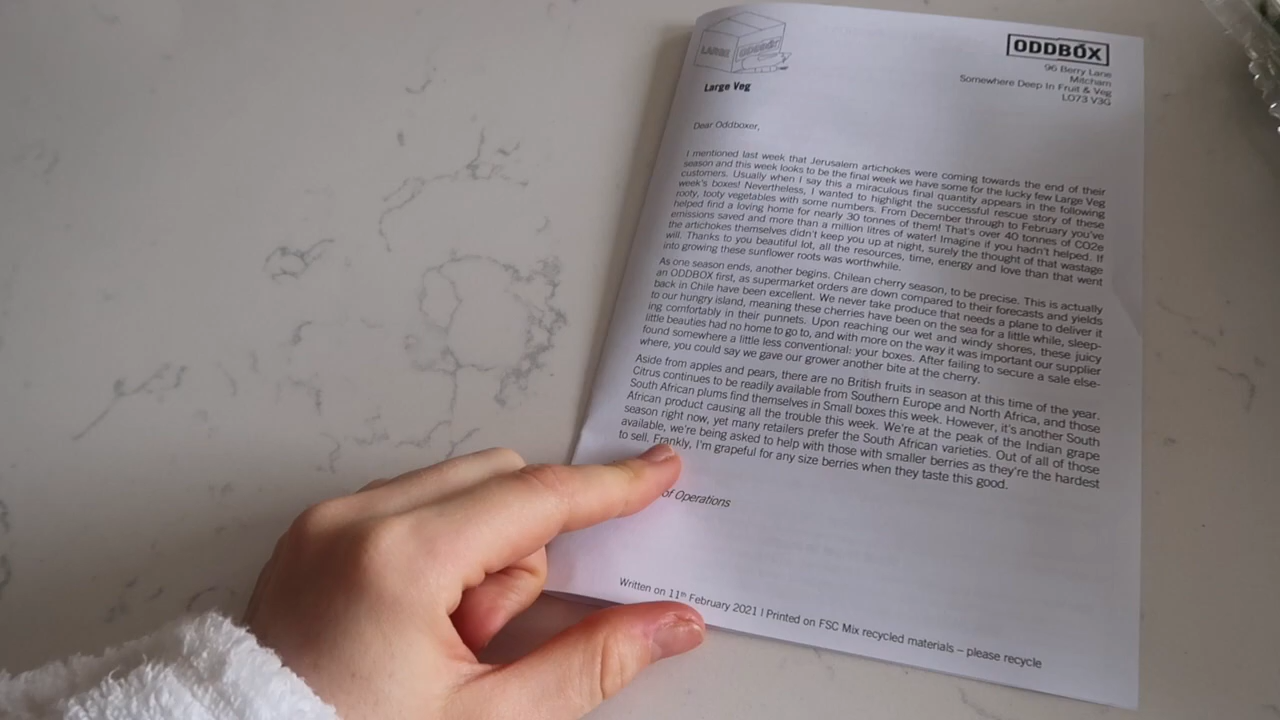 LARGE
ODDBOX
ODDBOX
96 Berry Lane
Mitcham
Somewhere Deep In Fruit & Veg
LO73 V3G
Large Veg
Dear Oddboxer,
I mentioned last week that Jerusalem artichokes were coming towards the end of their
season and this week looks to be the final week we have some for the lucky few Large Veg
customers. Usually when I say this a miraculous final quantity appears in the following
week's boxes! Nevertheless, I wanted to highlight the successful rescue story of these
rooty, tooty vegetables with some numbers. From December through to February you've
helped find a loving home for nearly 30 tonnes of them! That's over 40 tonnes of CO2e
emissions saved and more than a million litres of water! Imagine if you hadn't helped. If
the artichokes themselves didn't keep you up at night, surely the thought of that wastage
will. Thanks to you beautiful lot, all the resources, time, energy and love than that went
into growing these sunflower roots was worthwhile.
As one season ends, another begins. Chilean cherry season, to be precise. This is actually
an ODDBOX first, as supermarket orders are down compared to their forecasts and yields
back in Chile have been excellent. We never take produce that needs a plane to deliver it
to our hungry island, meaning these cherries have been on the sea for a little while, sleep-
ing comfortably in their punnets. Upon reaching our wet and windy shores, these juicy
little beauties had no home to go to, and with more on the way it was important our supplier
found somewhere a little less conventional: your boxes. After failing to secure a sale else-
where, you could say we gave our grower another bite at the cherry.
Aside from apples and pears, there are no British fruits in season at this time of the year.
Citrus continues to be readily available from Southern Europe and North Africa, and those
South African plums find themselves in Small boxes this week. However, it's another South
African product causing all the trouble this week. We're at the peak of the Indian grape
season right now, yet many retailers prefer the South African varieties. Out of all of those
available, we're being asked to help with those with smaller berries as they're the hardest
to sell. Frankly, I'm grapeful for any size berries when they taste this good.
of Operations
Written on 11th February 2021 | Printed on FSC Mix recycled materials – please recycle